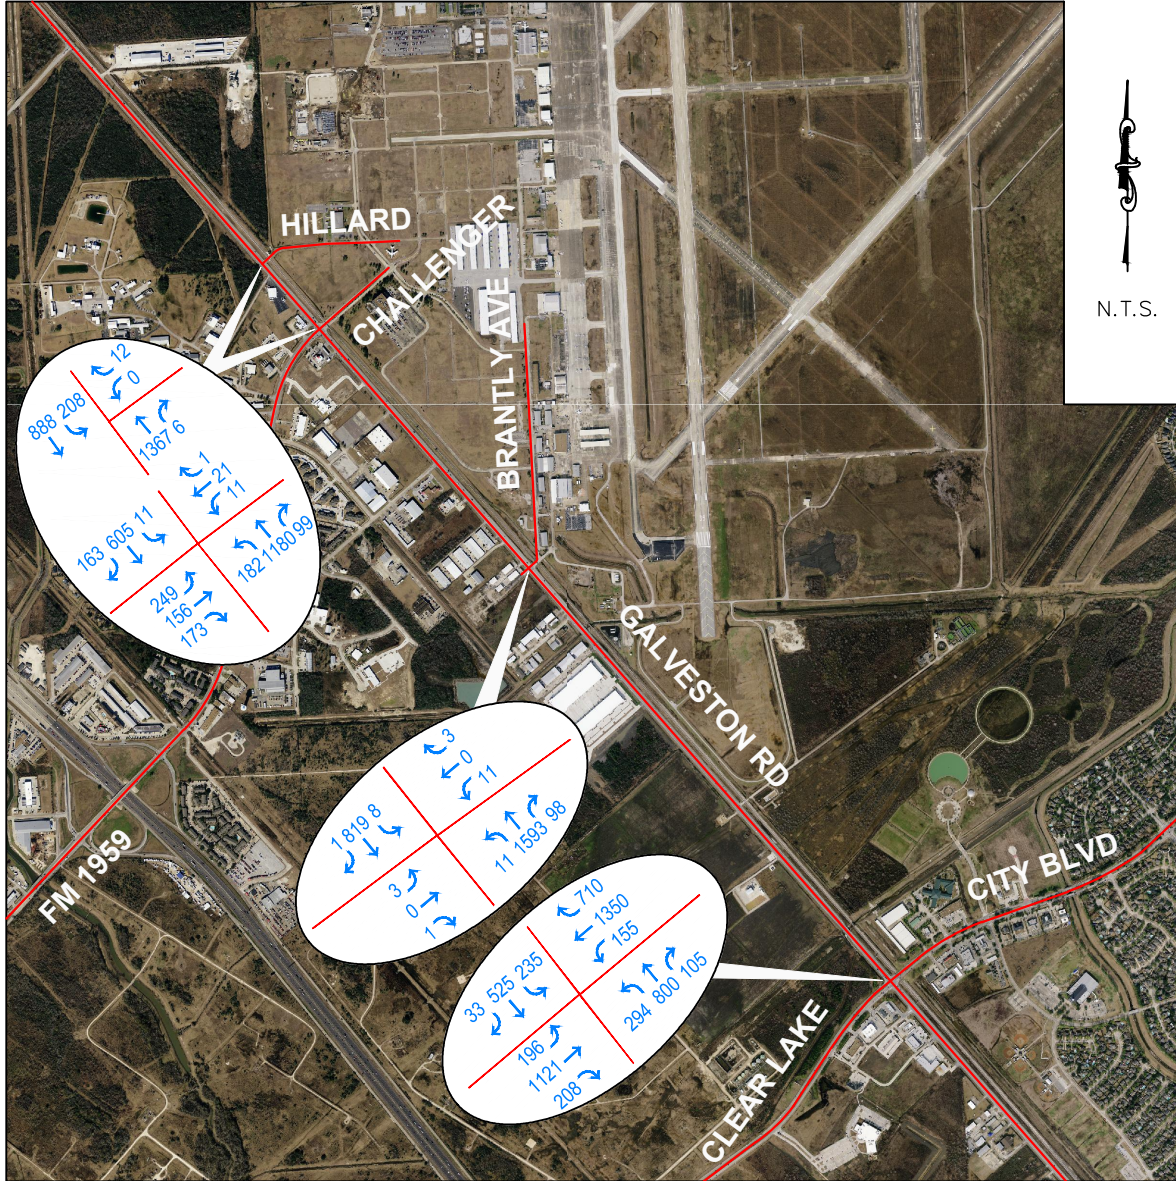 N.T.S.
HILLARD
CHALLENGER
BRANTLY AVE
GALVESTON RD
FM 1959
CLEAR LAKE
CITY BLVD
12
0
888 208
1367 6
1
21
11
163 605 11
182 1180 99
249
156
173
3
0
11
1 819 8
11 1593 98
3
0
1
710
1350
155
33 525 235
294 800 105
196
1121
208